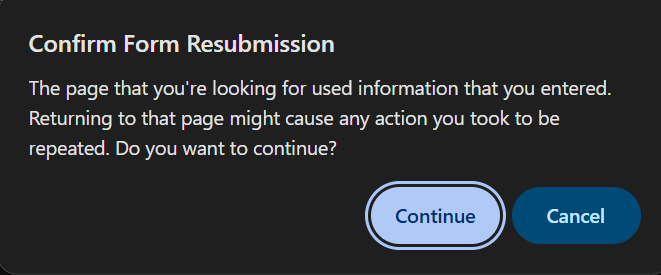 Confirm Form Resubmission
The page that you're looking for used information that you entered.
Returning to that page might cause any action you took to be
repeated. Do you want to continue?
Continue
Cancel